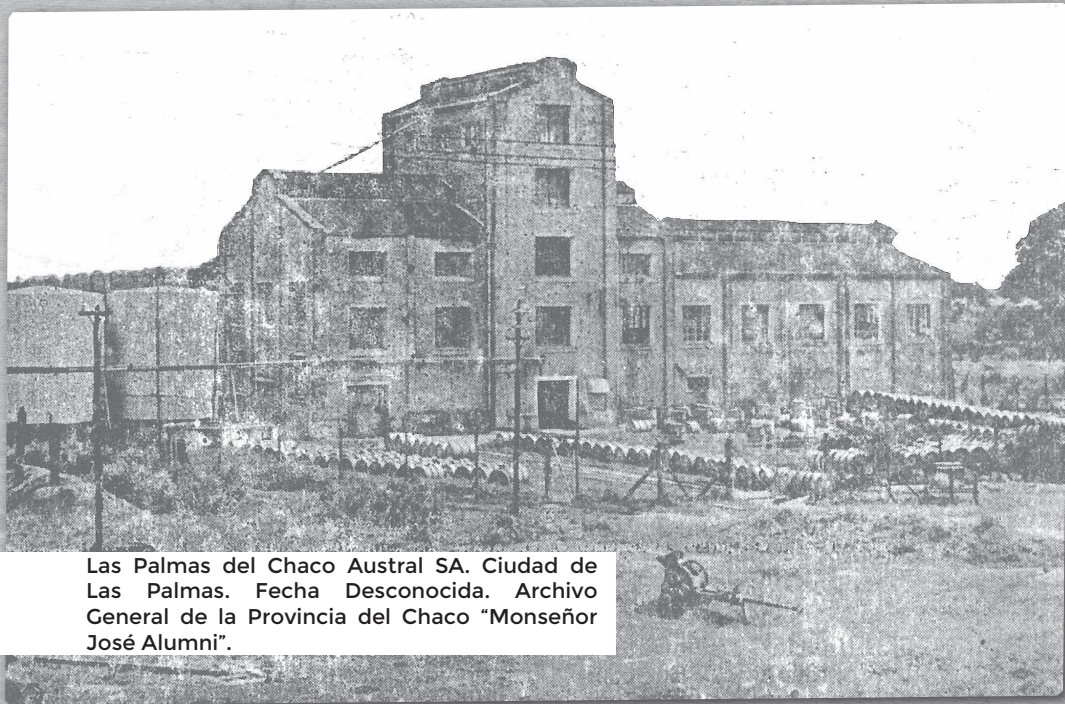 Las Palmas del Chaco Austral SA. Ciudad de
Las Palmas. Fecha Desconocida. Archivo
General de la Provincia del Chaco “Monseñor
José Alumni”.